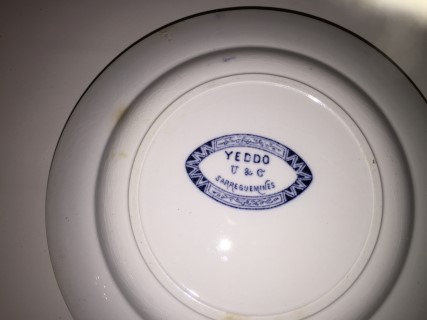 YEDDO
U & C
SARREGUEMINES